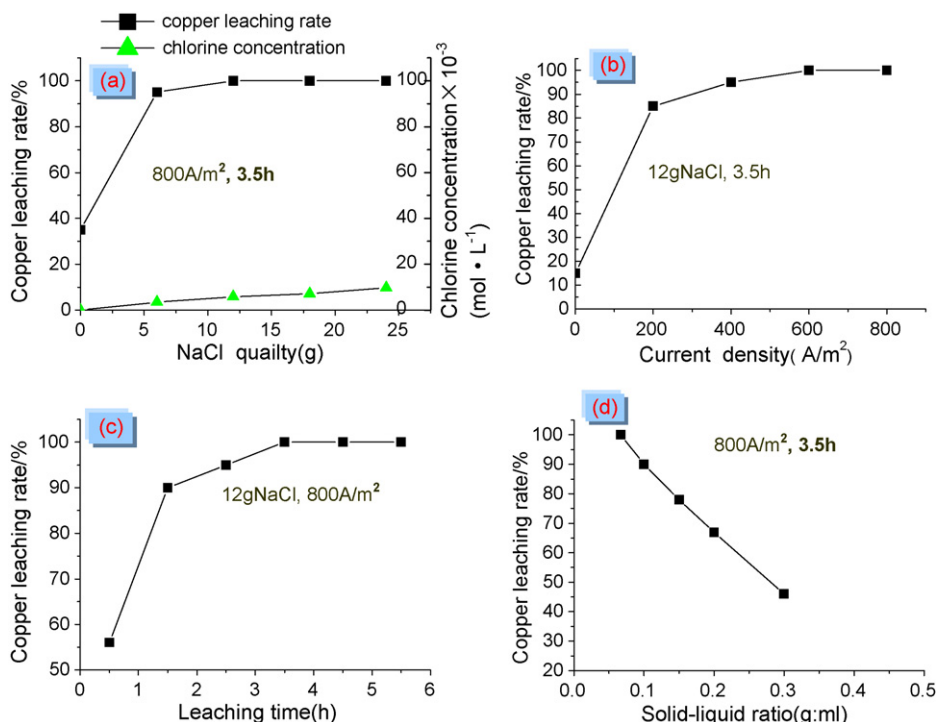 copper leaching rate
chlorine concentration
(a)
Copper leaching rate/%
100
80
60
40
20
0
800A/m², 3.5h
100
80
60
40
20
0
Chlorine concentration × 10⁻³
(mol • L⁻¹)
0 5 10 15 20 25
NaCl quailty(g)
(b)
Copper leaching rate/%
100
90
80
70
60
50
40
30
20
10
0
12gNaCl, 3.5h
0 200 400 600 800
Current density( A/m²)
(c)
Copper leaching rate/%
100
90
80
70
60
50
12gNaCl, 800A/m²
0 1 2 3 4 5 6
Leaching time(h)
(d)
Copper leaching rate/%
100
90
80
70
60
50
40
30
20
800A/m², 3.5h
0.0 0.1 0.2 0.3 0.4 0.5
Solid-liquid ratio(g:ml)